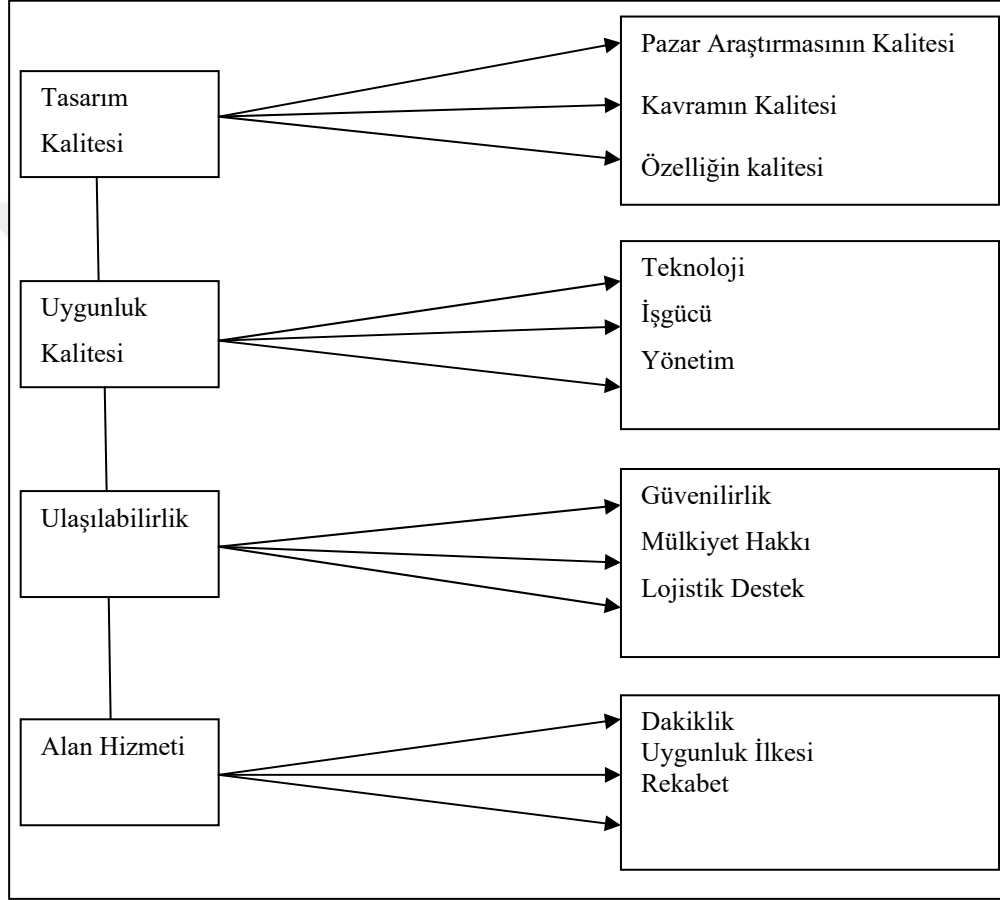 Tasarım
Kalitesi
Pazar Araştırmasının Kalitesi
Kavramın Kalitesi
Özelliğin kalitesi
Uygunluk
Kalitesi
Teknoloji
İşgücü
Yönetim
Ulaşılabilirlik
Güvenilirlik
Mülkiyet Hakkı
Lojistik Destek
Alan Hizmeti
Dakiklik
Uygunluk İlkesi
Rekabet